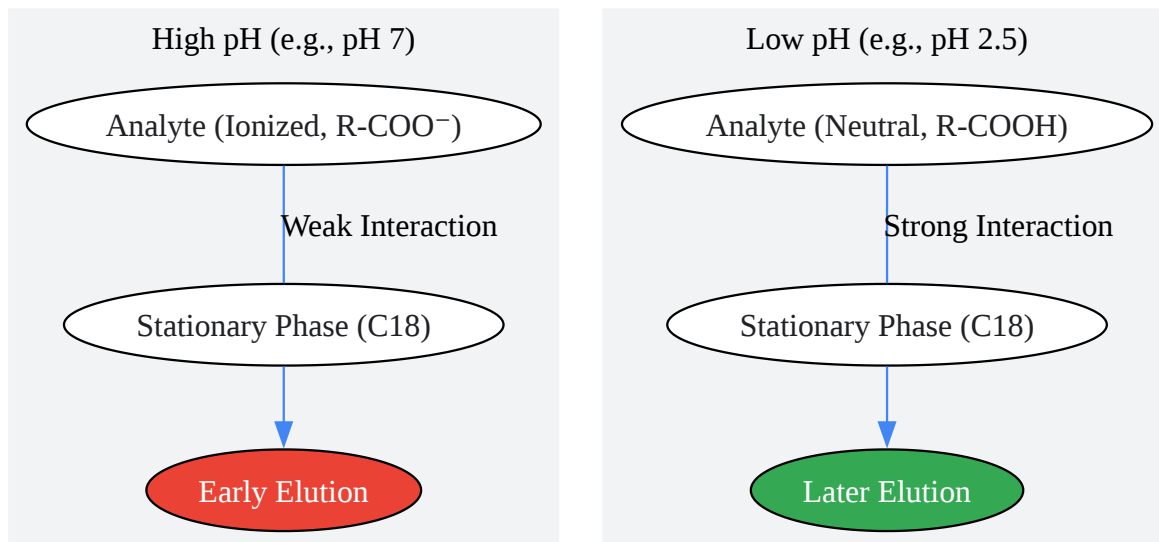 High pH (e.g., pH 7)
Analyte (Ionized, R-COO⁻)
Weak Interaction
Stationary Phase (C18)
Early Elution
Low pH (e.g., pH 2.5)
Analyte (Neutral, R-COOH)
Strong Interaction
Stationary Phase (C18)
Later Elution